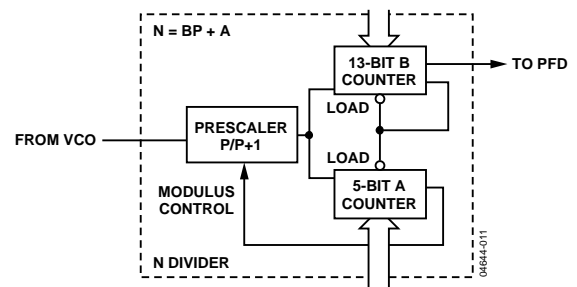 N = BP + A
13-BIT B
COUNTER
TO PFD
LOAD
PRESCALER
P/P+1
FROM VCO
LOAD
MODULUS
CONTROL
5-BIT A
COUNTER
N DIVIDER
04644-011